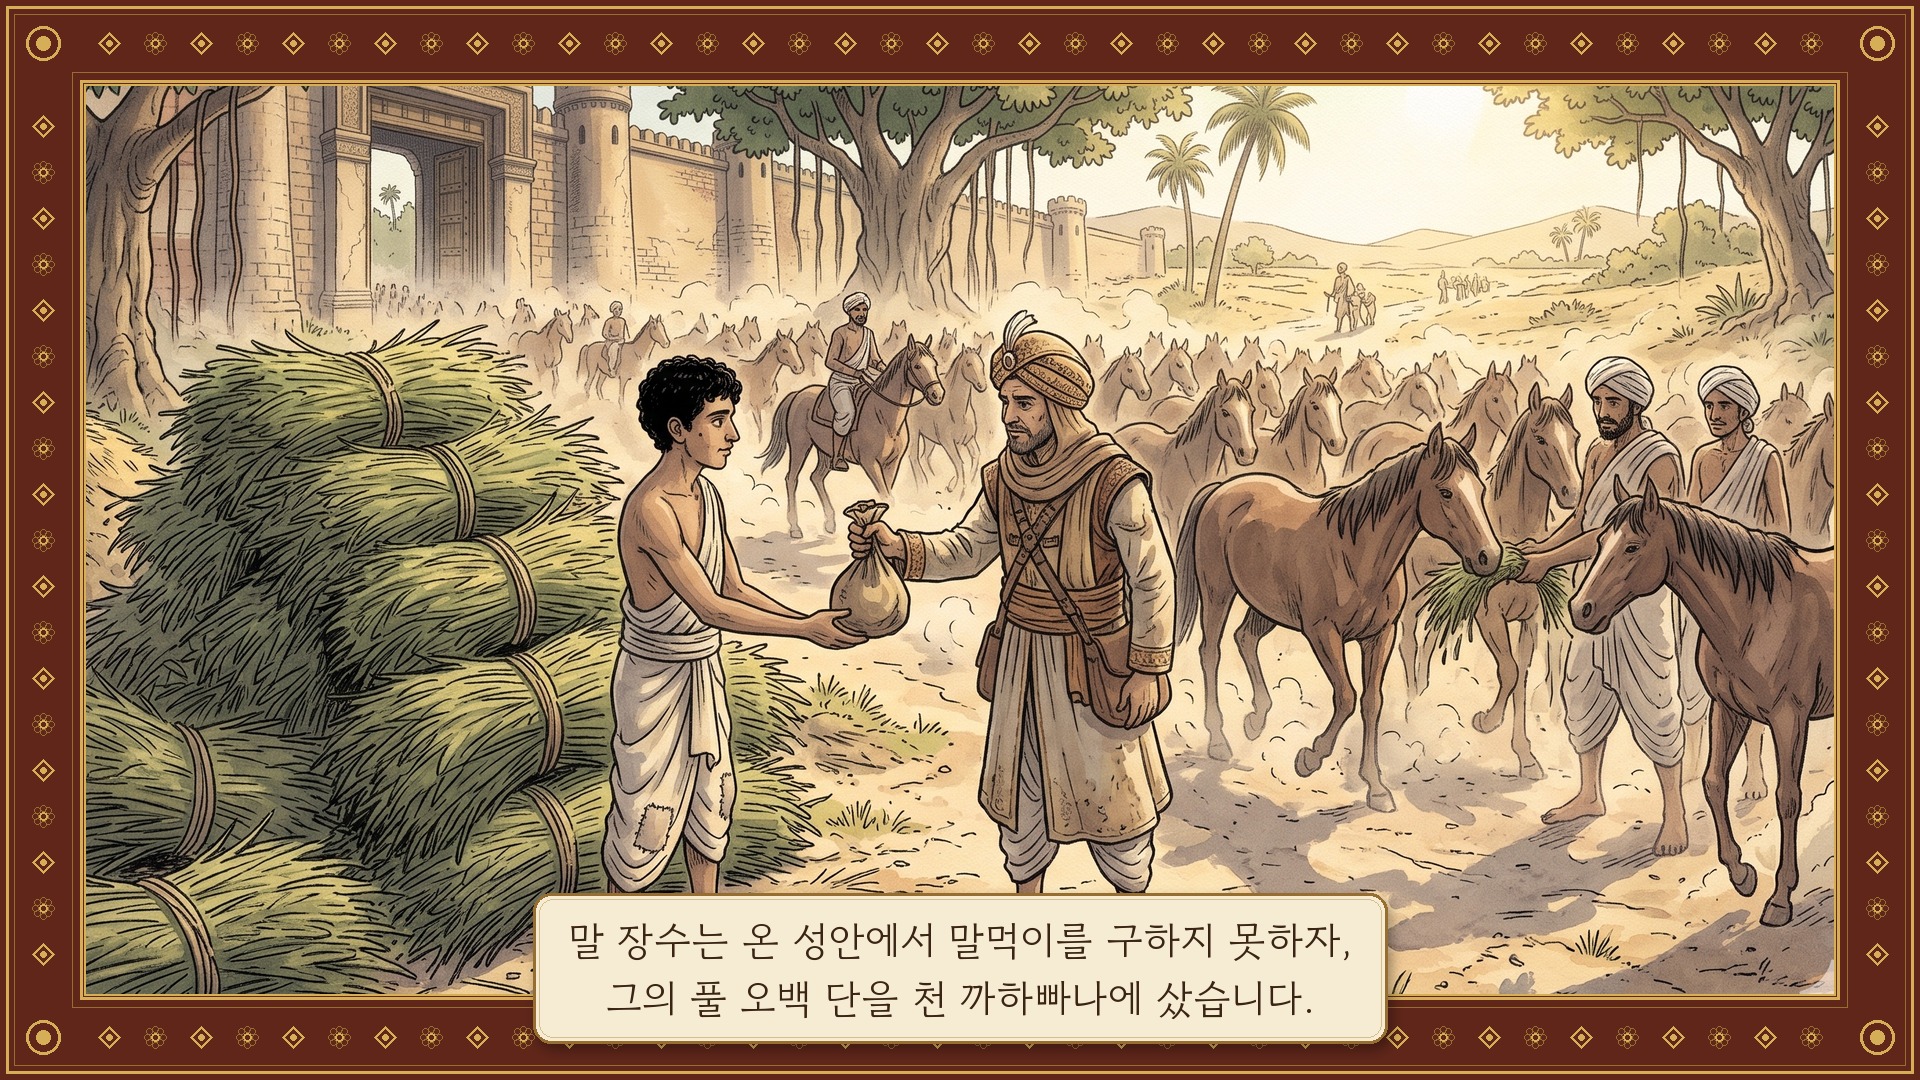 말 장수는 온 성안에서 말먹이를 구하지 못하자,
그의 풀 오백 단을 천 까하빠나에 샀습니다.